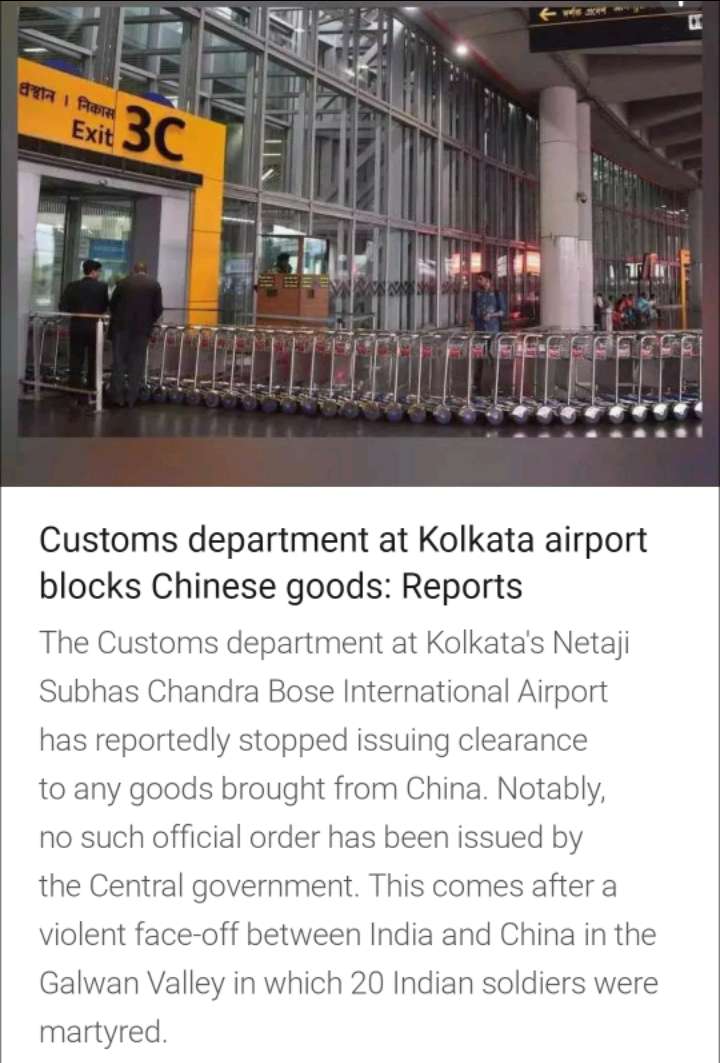 निकास
Exit 3C
Customs department at Kolkata airport
blocks Chinese goods: Reports
The Customs department at Kolkata's Netaji
Subhas Chandra Bose International Airport
has reportedly stopped issuing clearance
to any goods brought from China. Notably,
no such official order has been issued by
the Central government. This comes after a
violent face-off between India and China in the
Galwan Valley in which 20 Indian soldiers were
martyred.